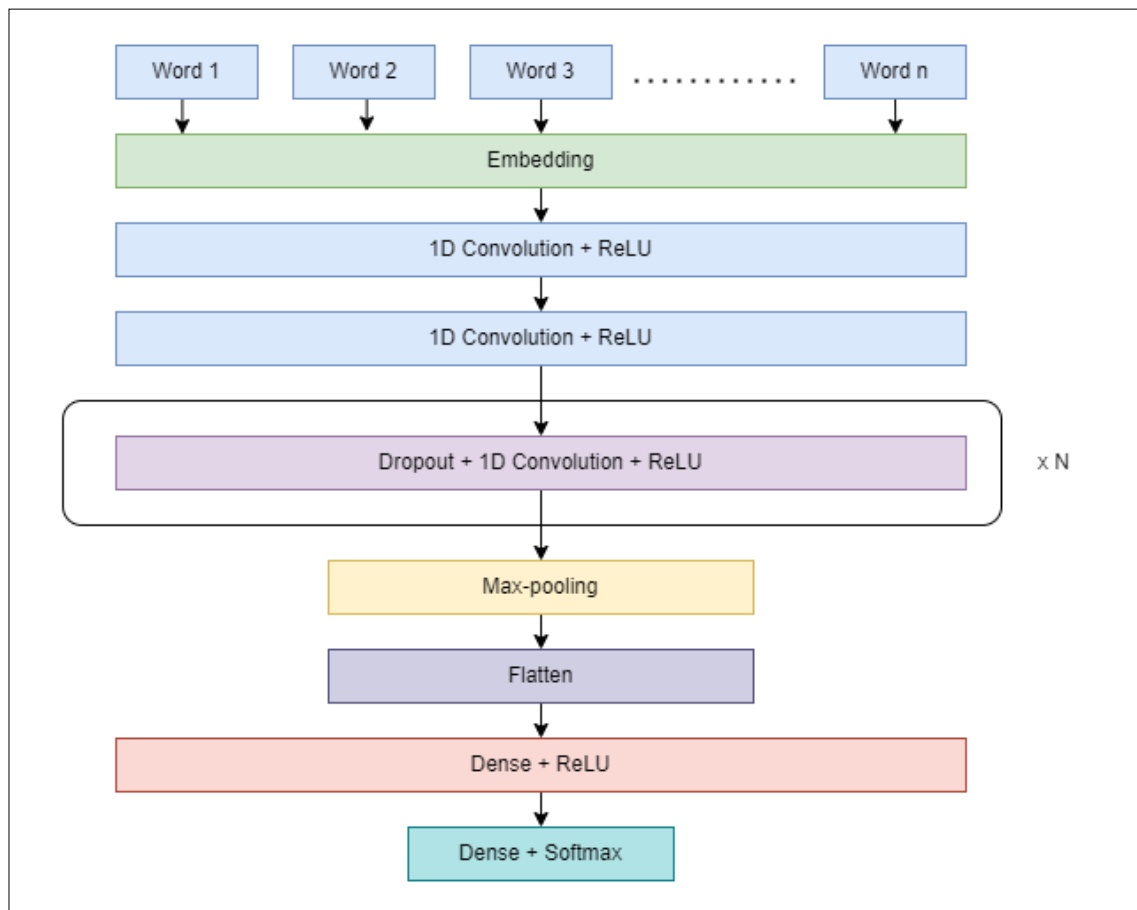 Word 1 Word 2 Word 3 ............ Word n
Embedding
1D Convolution + ReLU
1D Convolution + ReLU
Dropout + 1D Convolution + ReLU x N
Max-pooling
Flatten
Dense + ReLU
Dense + Softmax